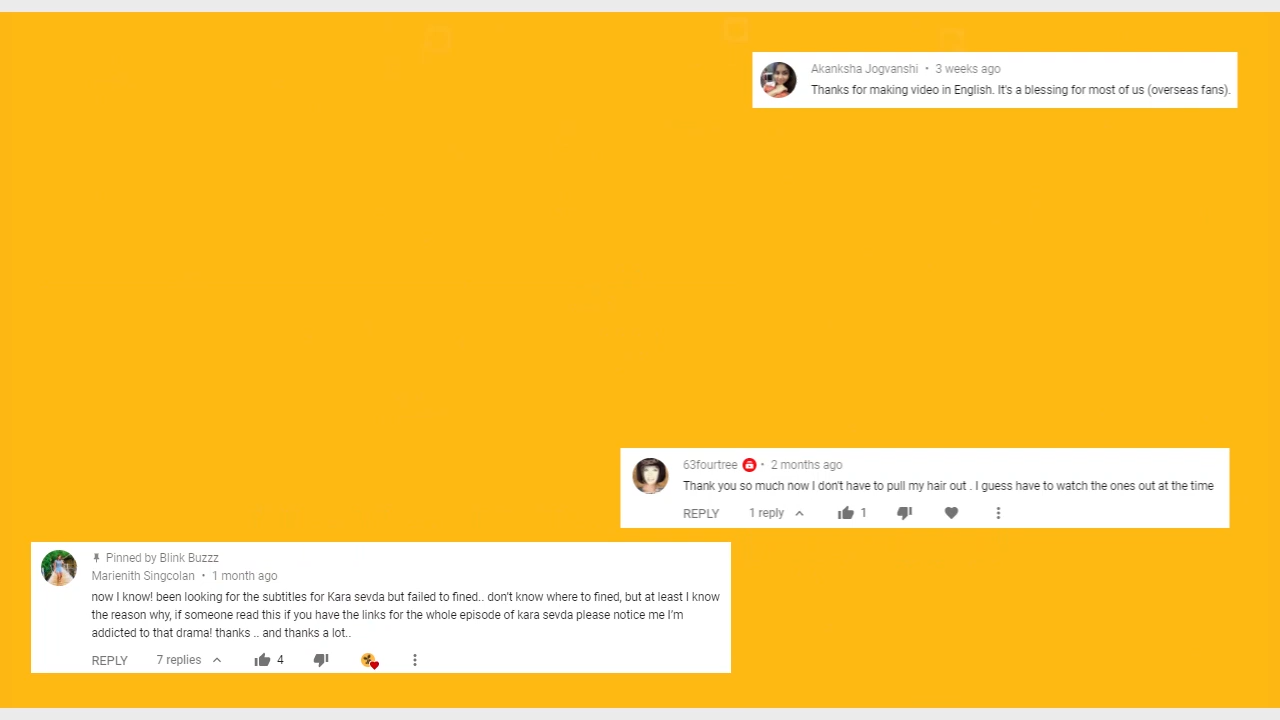 Akanksha Jogvanshi • 3 weeks ago
Thanks for making video in English. It's a blessing for most of us (overseas fans).
63fourtree • 2 months ago
Thank you so much now I don't have to pull my hair out . I guess have to watch the ones out at the time
REPLY 1 reply 1
Pinned by Blink Buzzz
Marienith Singcolan • 1 month ago
now I know! been looking for the subtitles for Kara sevda but failed to fined.. don't know where to fined, but at least I know
the reason why, if someone read this if you have the links for the whole episode of kara sevda please notice me I'm
addicted to that drama! thanks .. and thanks a lot..
REPLY 7 replies 4